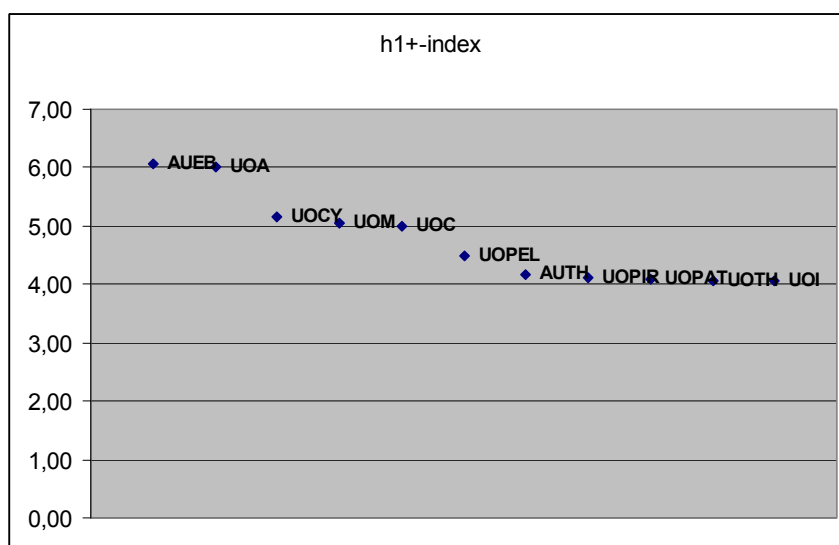 h1+-index
7,00
6,00
5,00
4,00
3,00
2,00
1,00
0,00
AUEB
UOA
UOCY
UOM
UOC
UOPEL
AUTH
UOPIR
UOPAT
UOTH
UOI